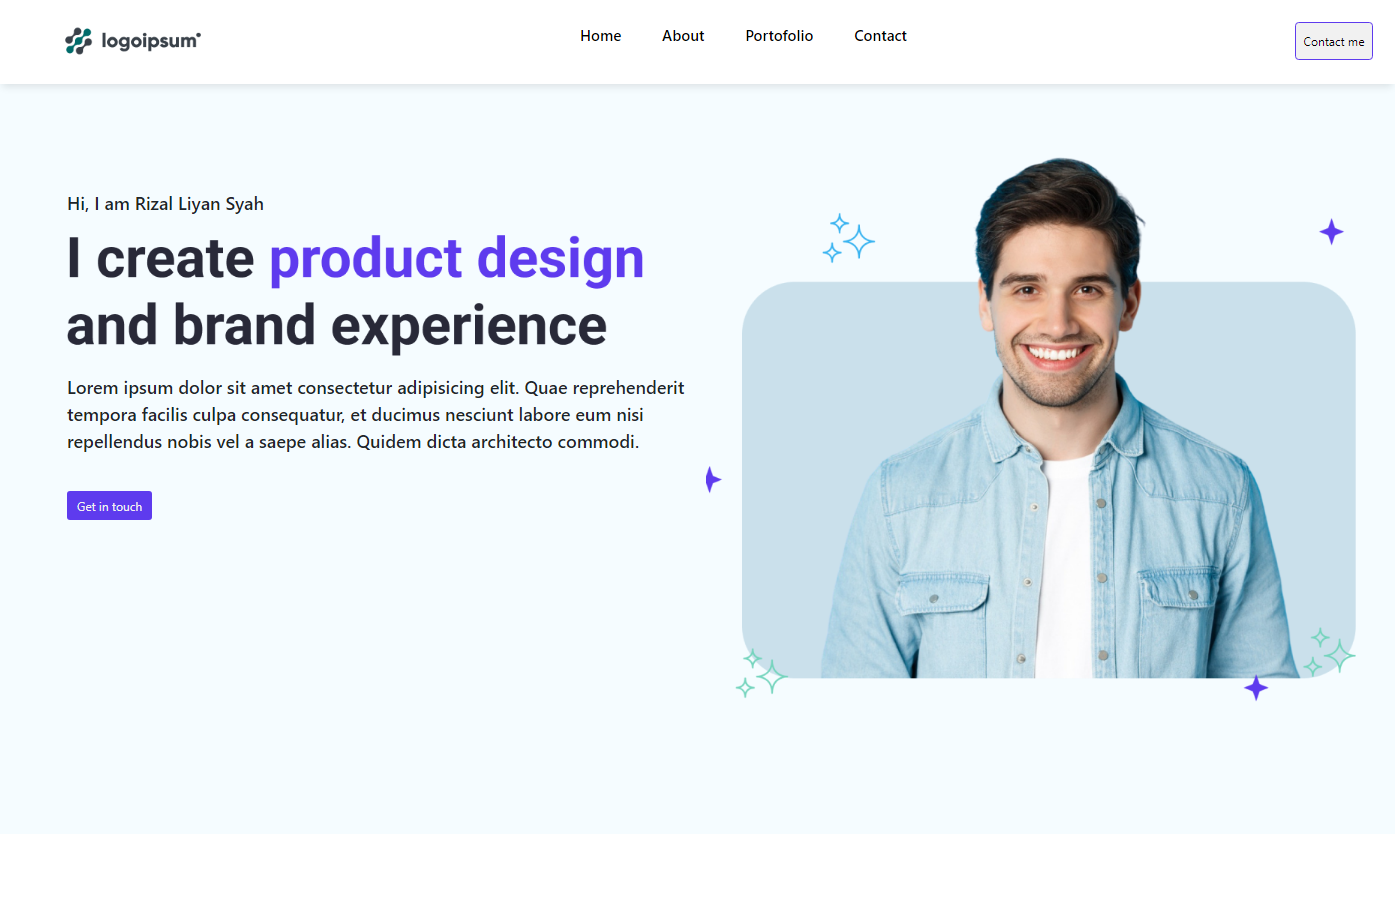 logoipsum
Home About Portofolio Contact
Contact me
Hi, I am Rizal Liyan Syah
I create product design
and brand experience
Lorem ipsum dolor sit amet consectetur adipisicing elit. Quae reprehenderit
tempora facilis culpa consequatur, et ducimus nesciunt labore eum nisi
repellendus nobis vel a saepe alias. Quidem dicta architecto commodi.
Get in touch